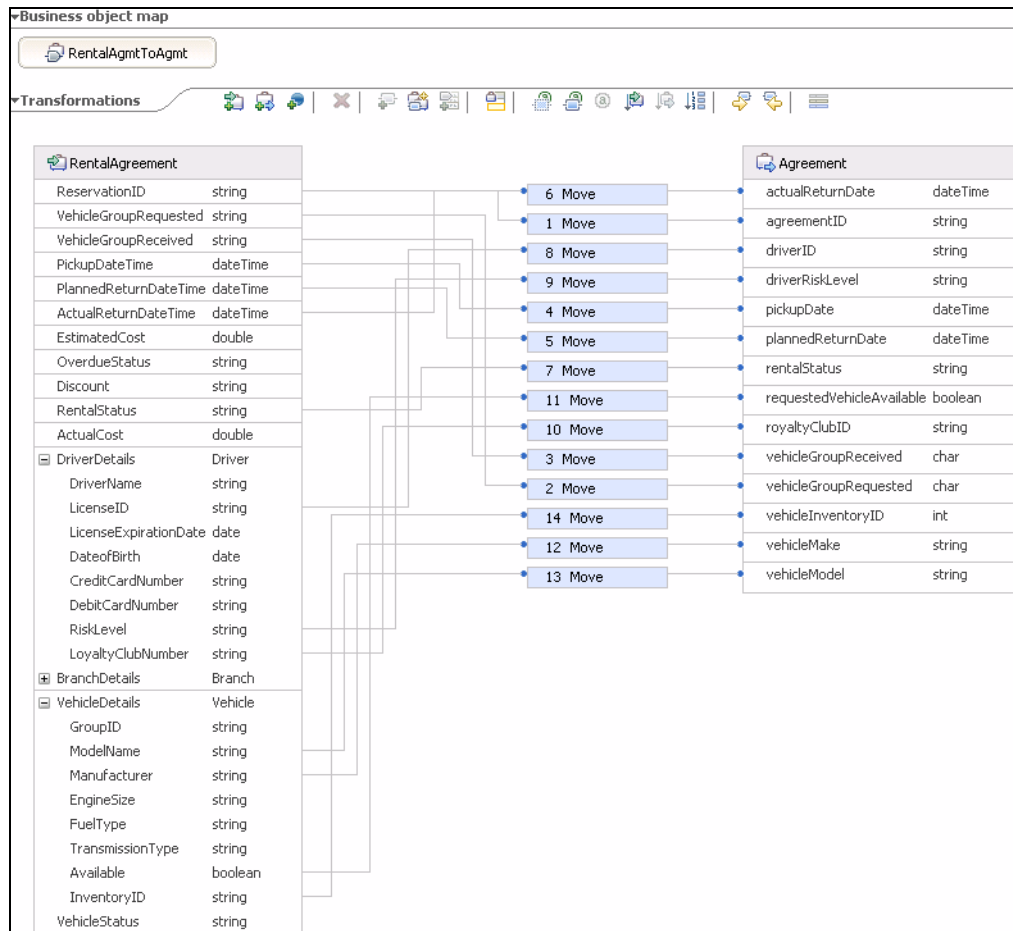 Business object map
RentalAgmtToAgmt
Transformations
RentalAgreement
ReservationID string
VehicleGroupRequested string
VehicleGroupReceived string
PickupDateTime dateTime
PlannedReturnDateTime dateTime
ActualReturnDateTime dateTime
EstimatedCost double
OverdueStatus string
Discount string
RentalStatus string
ActualCost double
DriverDetails Driver
DriverName string
LicenseID string
LicenseExpirationDate date
DateofBirth date
CreditCardNumber string
DebitCardNumber string
RiskLevel string
LoyaltyClubNumber string
BranchDetails Branch
VehicleDetails Vehicle
GroupID string
ModelName string
Manufacturer string
EngineSize string
FuelType string
TransmissionType string
Available boolean
InventoryID string
VehicleStatus string
6 Move
1 Move
8 Move
9 Move
4 Move
5 Move
7 Move
11 Move
10 Move
3 Move
2 Move
14 Move
12 Move
13 Move
Agreement
actualReturnDate dateTime
agreementID string
driverID string
driverRiskLevel string
pickupDate dateTime
plannedReturnDate dateTime
rentalStatus string
requestedVehicleAvailable boolean
royaltyClubID string
vehicleGroupReceived char
vehicleGroupRequested char
vehicleInventoryID int
vehicleMake string
vehicleModel string